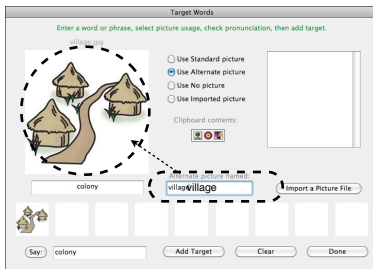 Target Words
Enter a word or phrase, select picture usage, check pronunciation, then add target.
village.jpg
Use Standard picture
Use Alternate picture
Use No picture
Use Imported picture
Clipboard contents:
Alternate picture named:
colony
village
village
Import a Picture File
Say:
colony
Add Target
Clear
Done